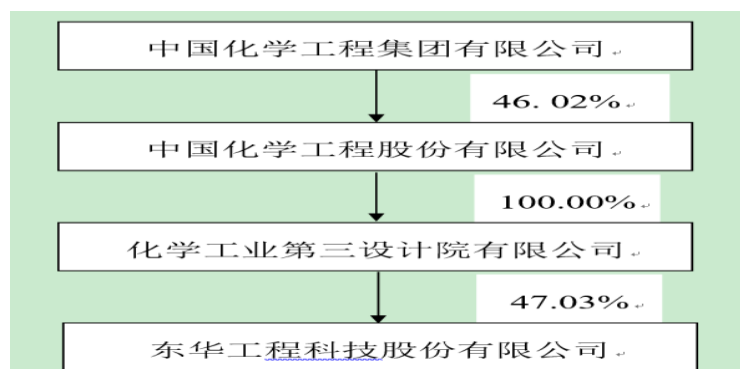 中国化学工程集团有限公司
46. 02%
中国化学工程股份有限公司
100.00%
化学工业第三设计院有限公司
47.03%
东华工程科技股份有限公司